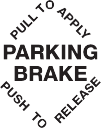 PULL TO APPLY
PARKING
BRAKE
PUSH TO RELEASE